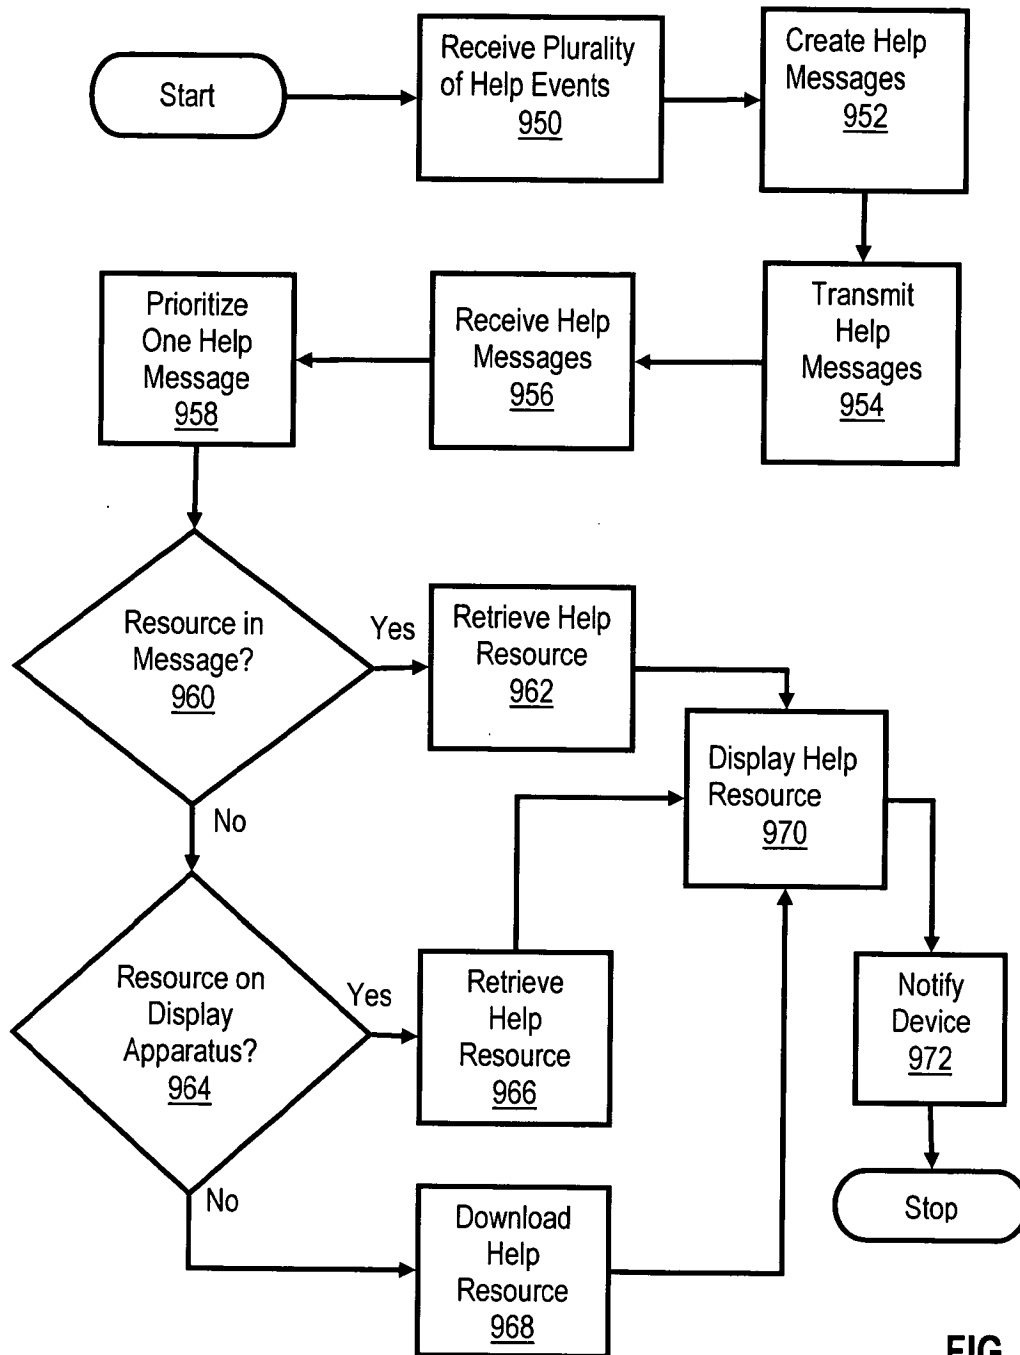 Start
Receive Plurality
of Help Events
950
Create Help
Messages
952
Transmit
Help
Messages
954
Receive Help
Messages
956
Prioritize
One Help
Message
958
Resource in
Message?
960
Yes
No
Retrieve Help
Resource
962
Display Help
Resource
970
Resource on
Display
Apparatus?
964
Yes
No
Retrieve
Help
Resource
966
Download
Help
Resource
968
Notify
Device
972
Stop
FIG